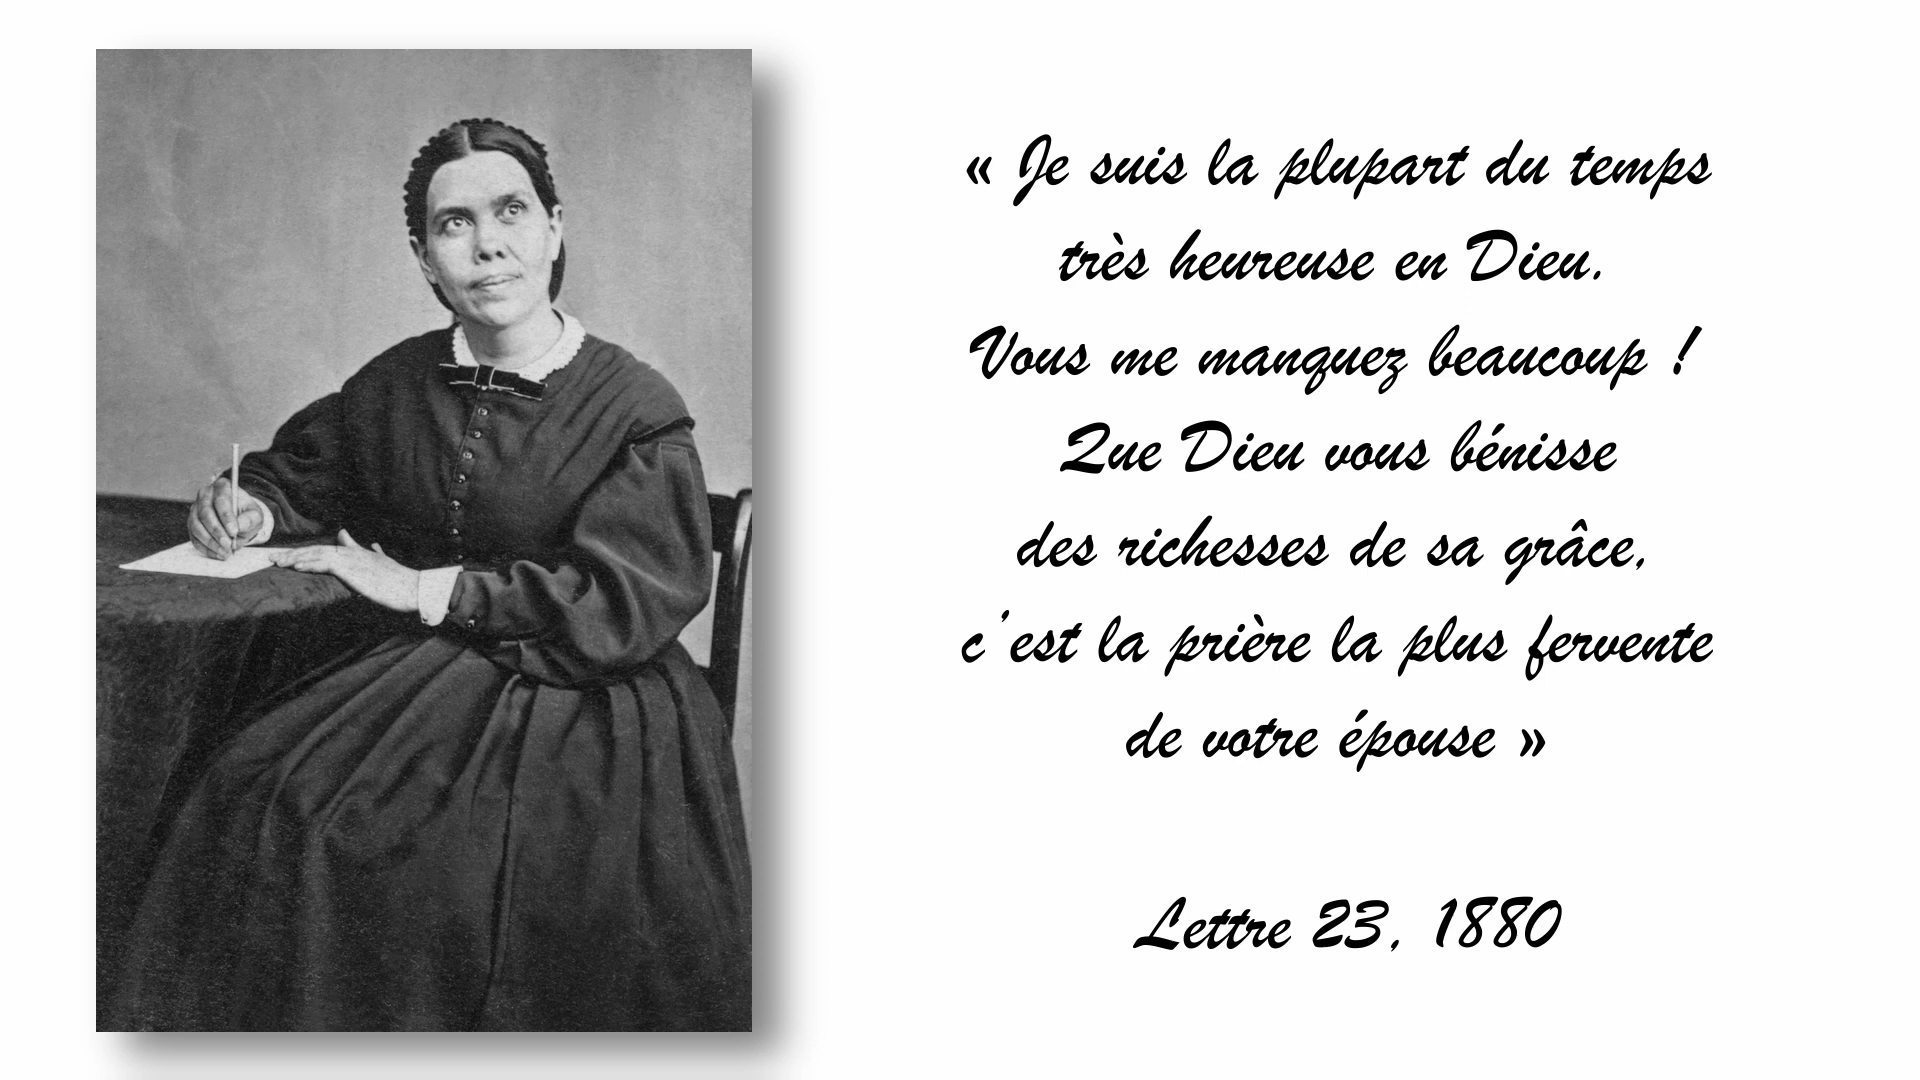 « Je suis la plupart du temps
très heureuse en Dieu.
Vous me manquez beaucoup !
Que Dieu vous bénisse
des richesses de sa grâce,
c’est la prière la plus fervente
de votre épouse »
Lettre 23, 1880